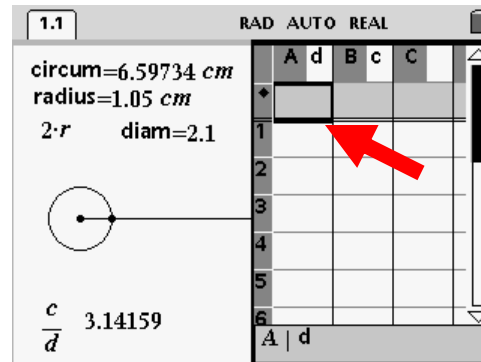 1.1 RAD AUTO REAL
circum=6.59734 cm
radius=1.05 cm
2·r diam=2.1
c
d
3.14159
A d B c C
◆
1
2
3
4
5
6
A | d